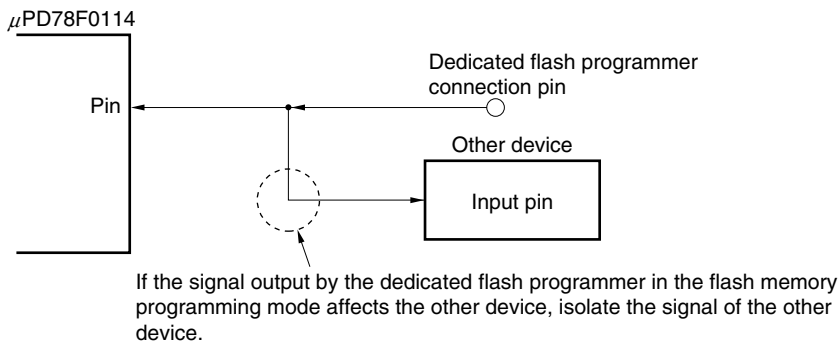 μPD78F0114
Dedicated flash programmer
connection pin
Pin
Other device
Input pin
If the signal output by the dedicated flash programmer in the flash memory
programming mode affects the other device, isolate the signal of the other
device.